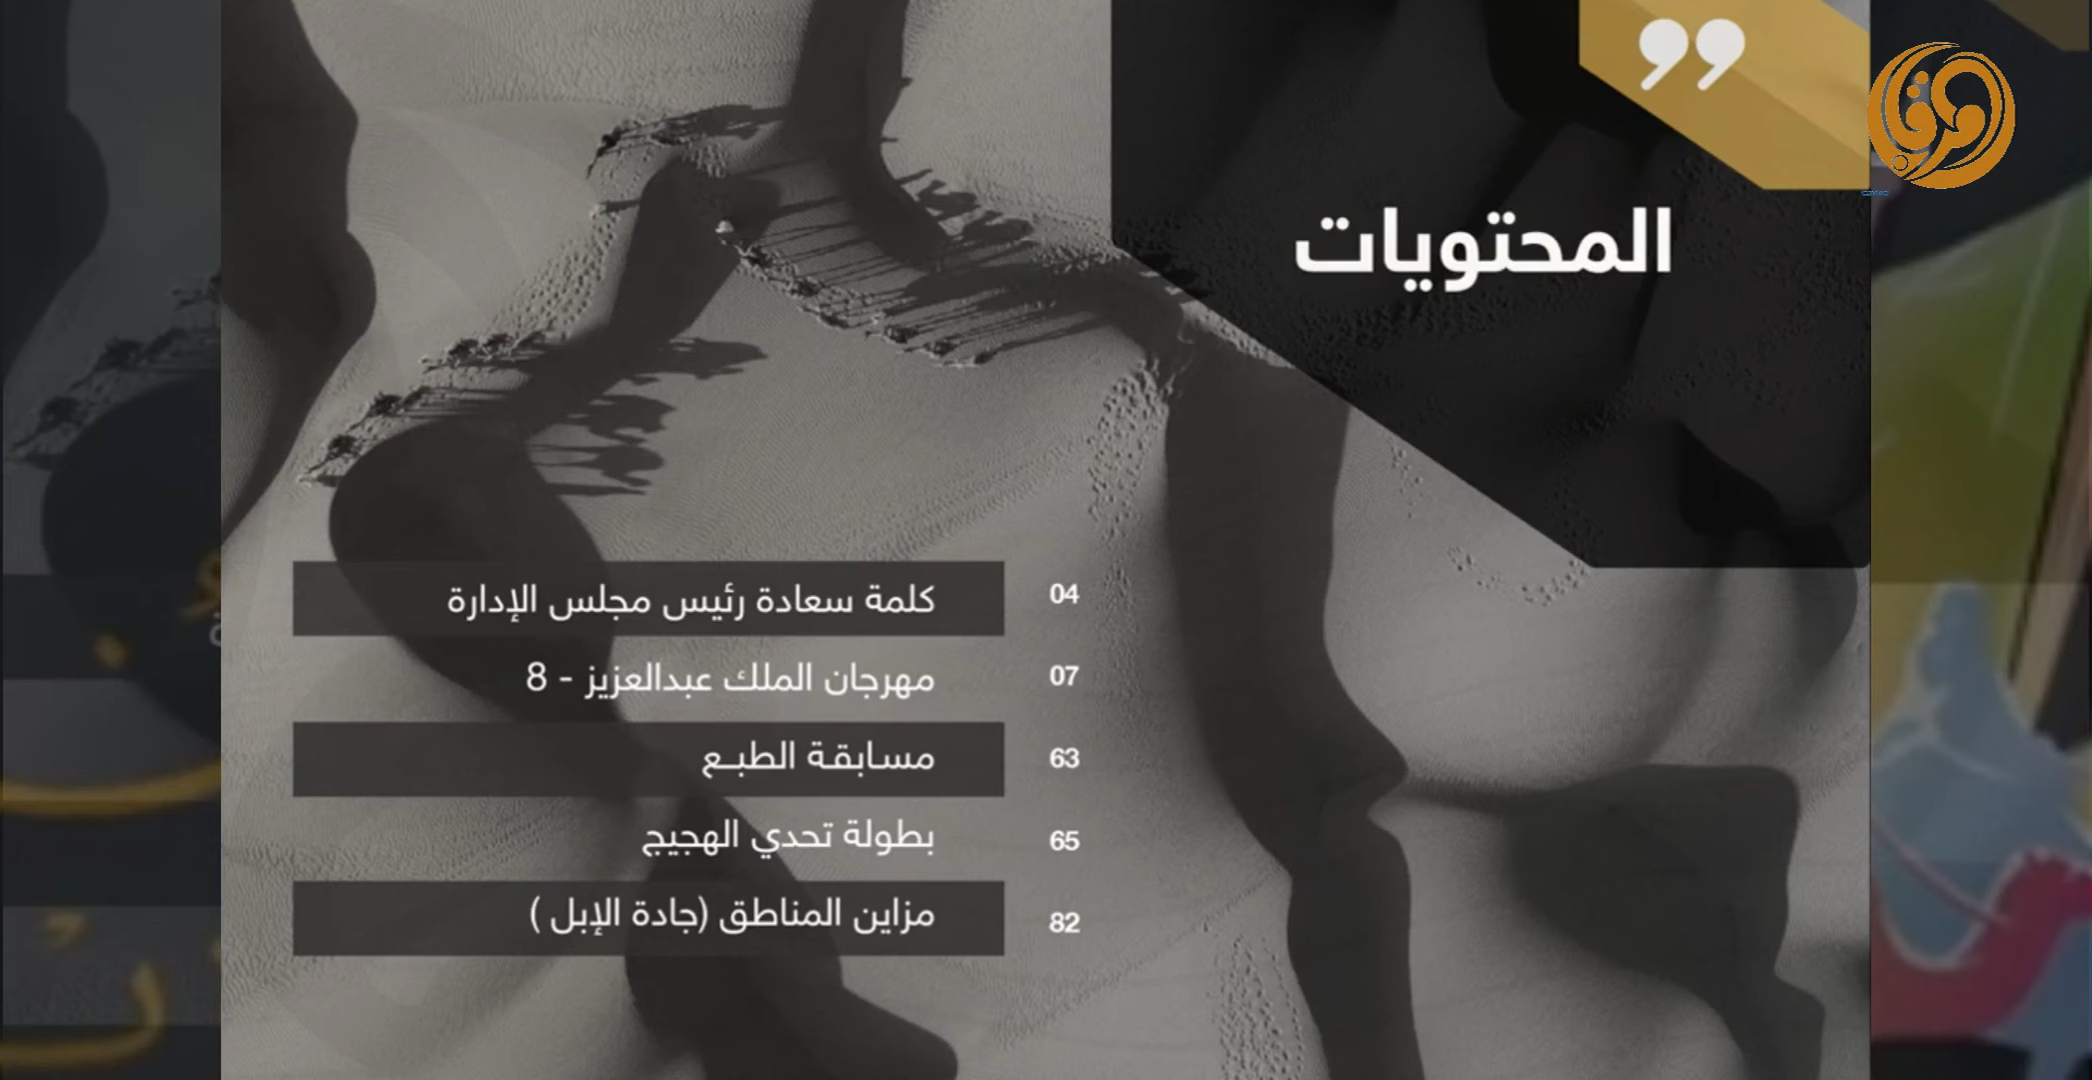 المحتويات
04 كلمة سعادة رئيس مجلس الإدارة
07 مهرجان الملك عبدالعزيز - 8
63 مسابقة الطبـع
65 بطولة تحدي الهجيج
82 مزاين المناطق (جادة الإبل )